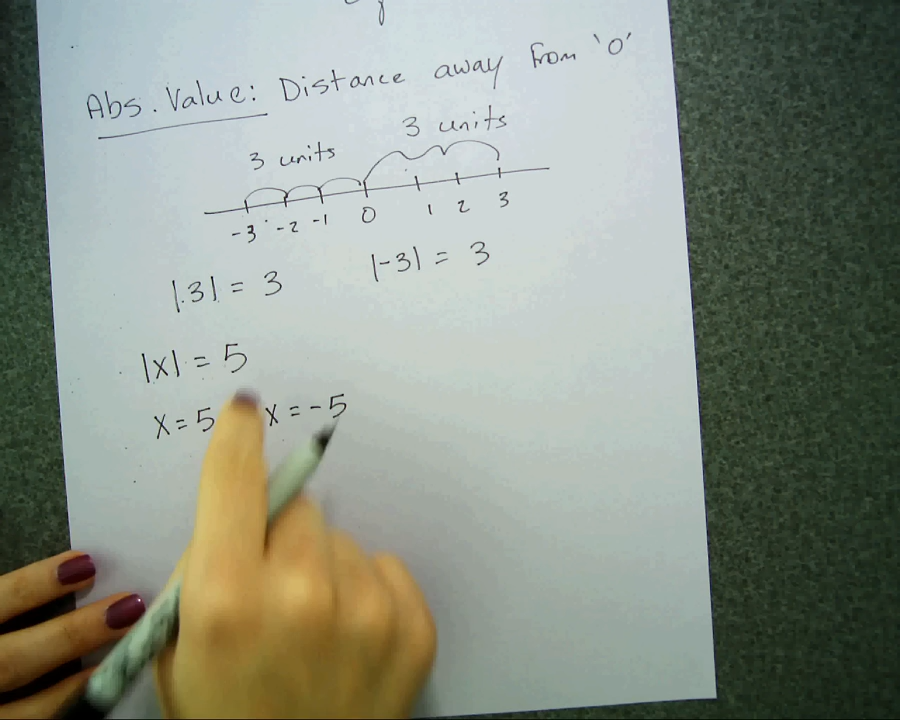 Abs. Value: Distance away from '0'
3 units 3 units
-3 -2 -1 0 1 2 3
|3| = 3 |-3| = 3
|x| = 5
x = 5 x = -5